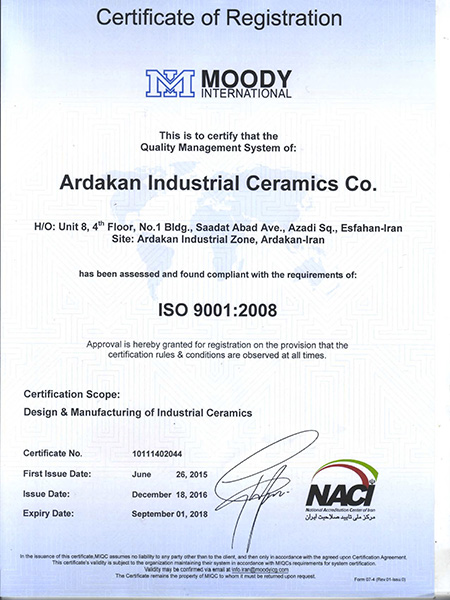 Certificate of Registration
MOODY
INTERNATIONAL
This is to certify that the
Quality Management System of:
Ardakan Industrial Ceramics Co.
H/O: Unit 8, 4th Floor, No.1 Bldg., Saadat Abad Ave., Azadi Sq., Esfahan-Iran
Site: Ardakan Industrial Zone, Ardakan-Iran
has been assessed and found compliant with the requirements of:
ISO 9001:2008
Approval is hereby granted for registration on the provision that the
certification rules & conditions are observed at all times.
Certification Scope:
Design & Manufacturing of Industrial Ceramics
Certificate No. 10111402044
First Issue Date: June 26, 2015
Issue Date: December 18, 2016
Expiry Date: September 01, 2018
NACI
National Accreditation Center of Iran
مرکز ملی تایید صلاحیت ایران
In the issuance of this certificate,MIQC assumes no liability to any party other than to the client, and then only in accordance with the agreed upon Certification Agreement.
This certificate's validity is subject to the organization maintaining their system in accordance with MIQCs requirements for system certification.
Validity may be confirmed via email at info.iran@moodyicg.com
The Certificate remains the property of MIQC to whom it must be returned upon request.
Form 07-4 (Rev.01-Issu.0)